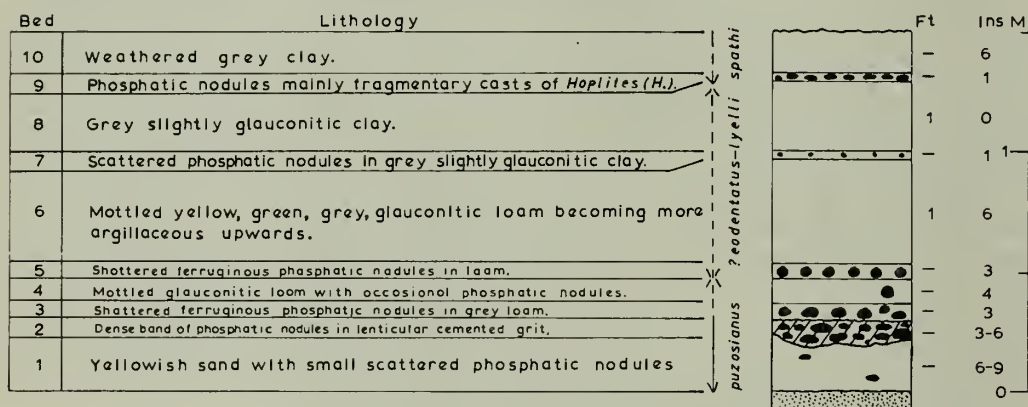 Bed Lithology Ft Ins M
10 Weathered grey clay. – 6
9 Phosphatic nodules mainly fragmentary casts of Hoplites (H.). – 1
8 Grey slightly glauconitic clay. 1 0
7 Scattered phosphatic nodules in grey slightly glauconitic clay. – 1 1
6 Mottled yellow, green, grey, glauconitic loam becoming more 1 6
argillaceous upwards.
5 Shattered ferruginous phosphatic nodules in loam. – 3
4 Mottled glauconitic loam with occasional phosphatic nodules. – 4
3 Shattered ferruginous phosphatic nodules in grey loam. – 3
2 Dense band of phosphatic nodules in lenticular cemented grit. – 3-6
1 Yellowish sand with small scattered phosphatic nodules – 6-9
0
spathi
? eodentatus-lyelli
puzosianus